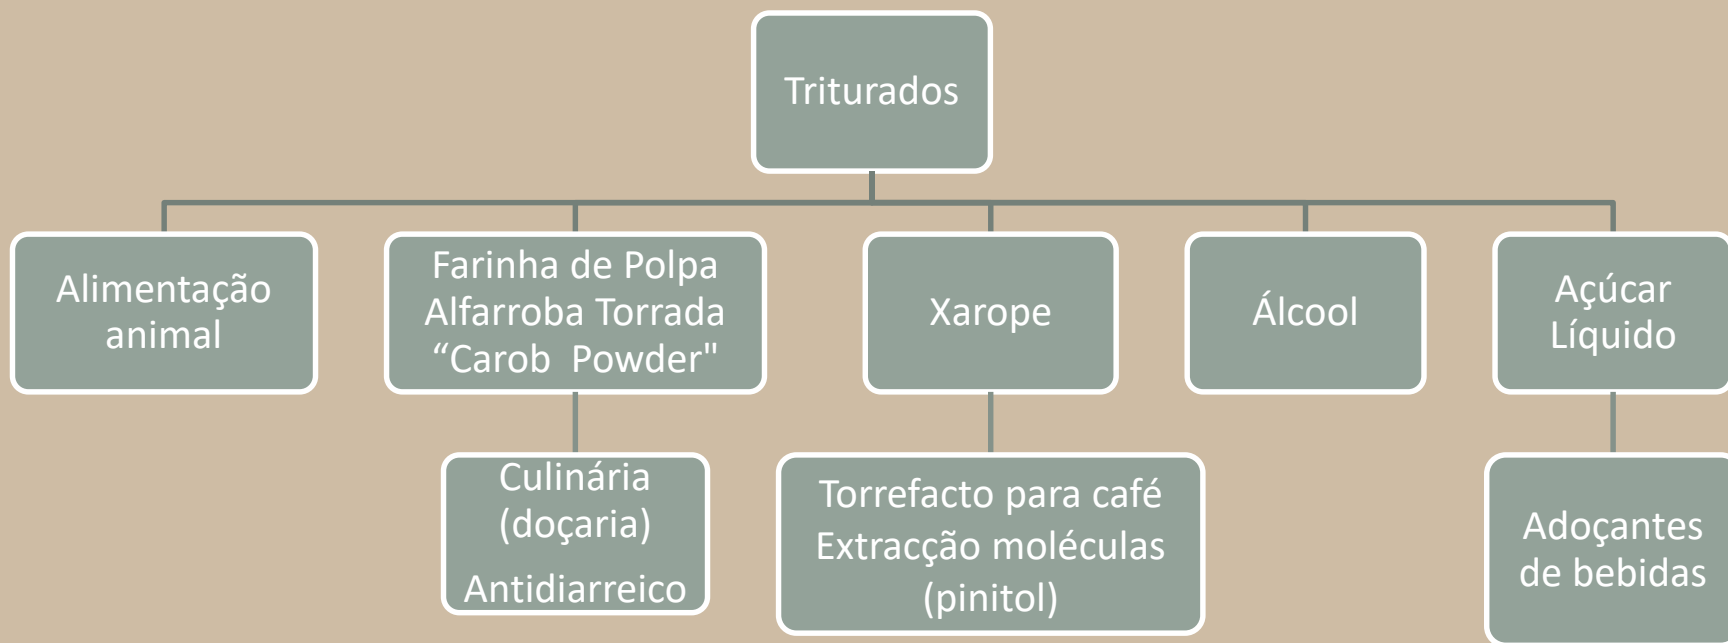 Triturados
Alimentação
animal
Farinha de Polpa
Alfarroba Torrada
“Carob  Powder"
Xarope
Álcool
Açúcar
Líquido
Culinária
(doçaria)
Antidiarreico
Torrefacto para café
Extracção moléculas
(pinitol)
Adoçantes
de bebidas